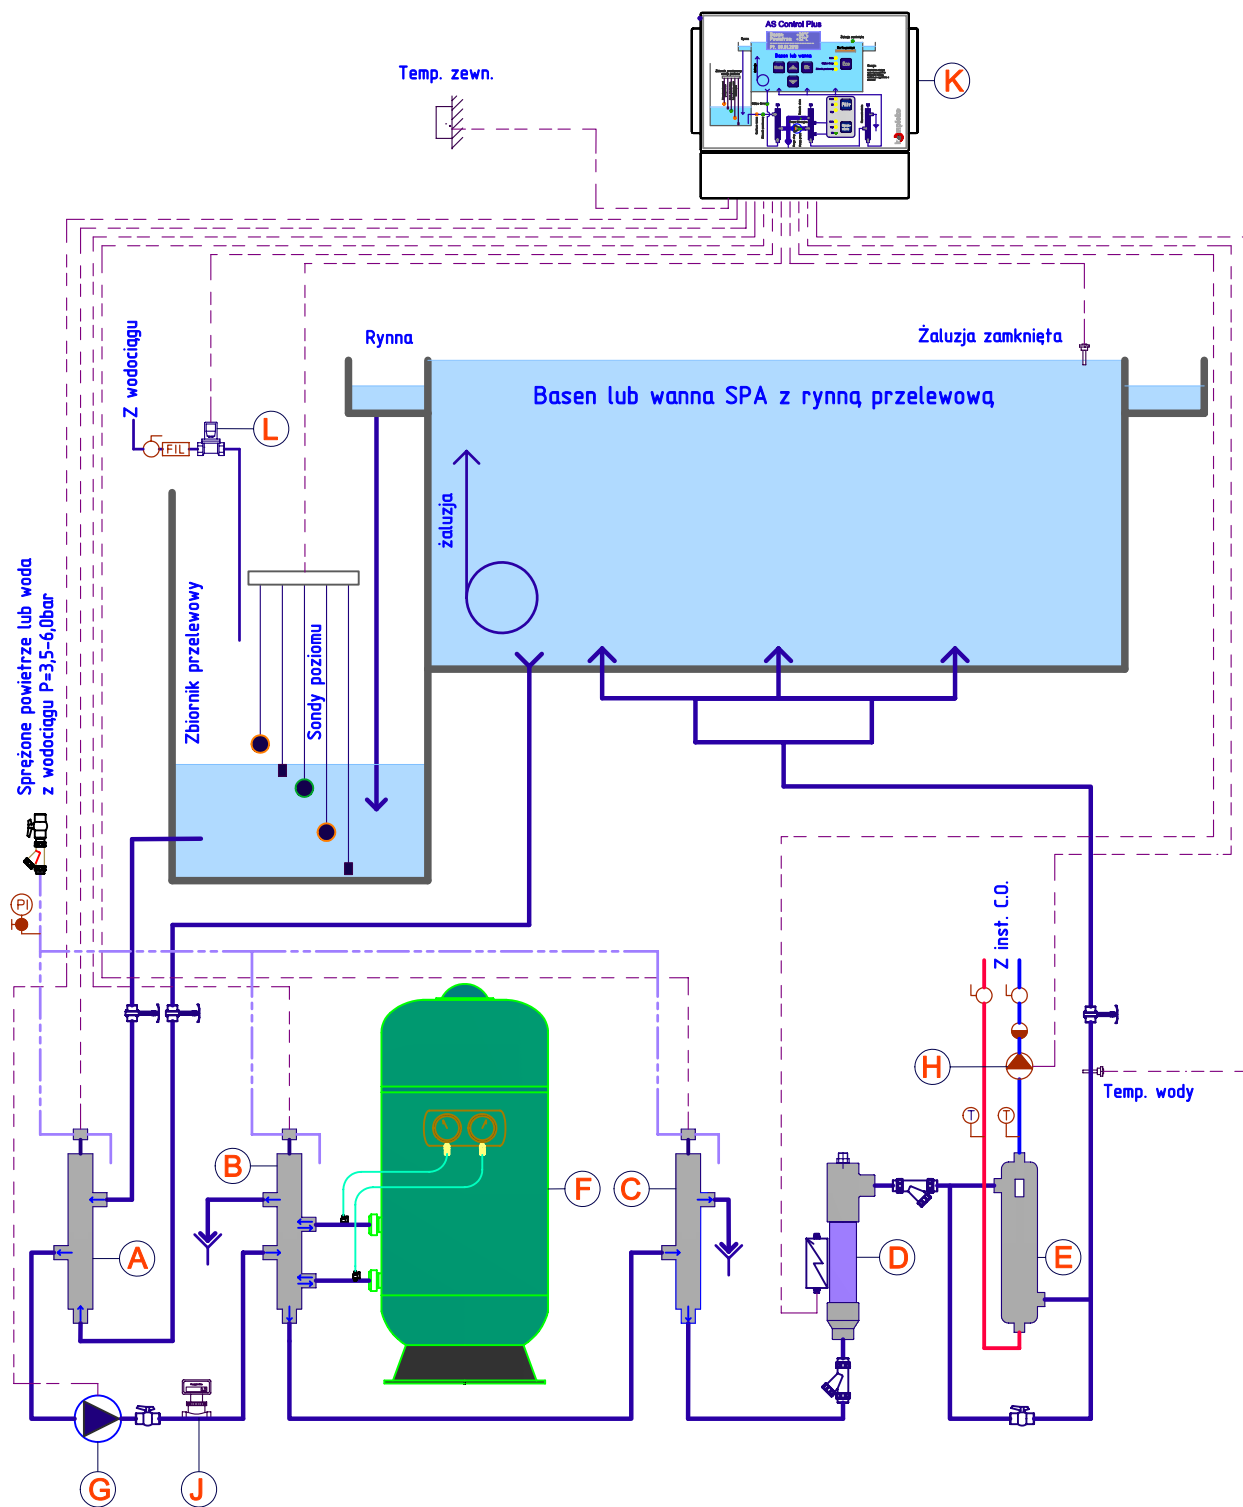 AS Control Plus
Temp. zewn.
K
Rynna
Żaluzja zamknięta
Z wodociągu
Basen lub wanna SPA z rynną przelewową
L
FIL
żaluzja
Sprężone powietrze lub woda
z wodociągu P=3,5-6,0bar
Zbiornik przelewowy
Sondy poziomu
PI
Z inst. C.O.
H
Temp. wody
T
T
B
F
C
A
D
E
G
J